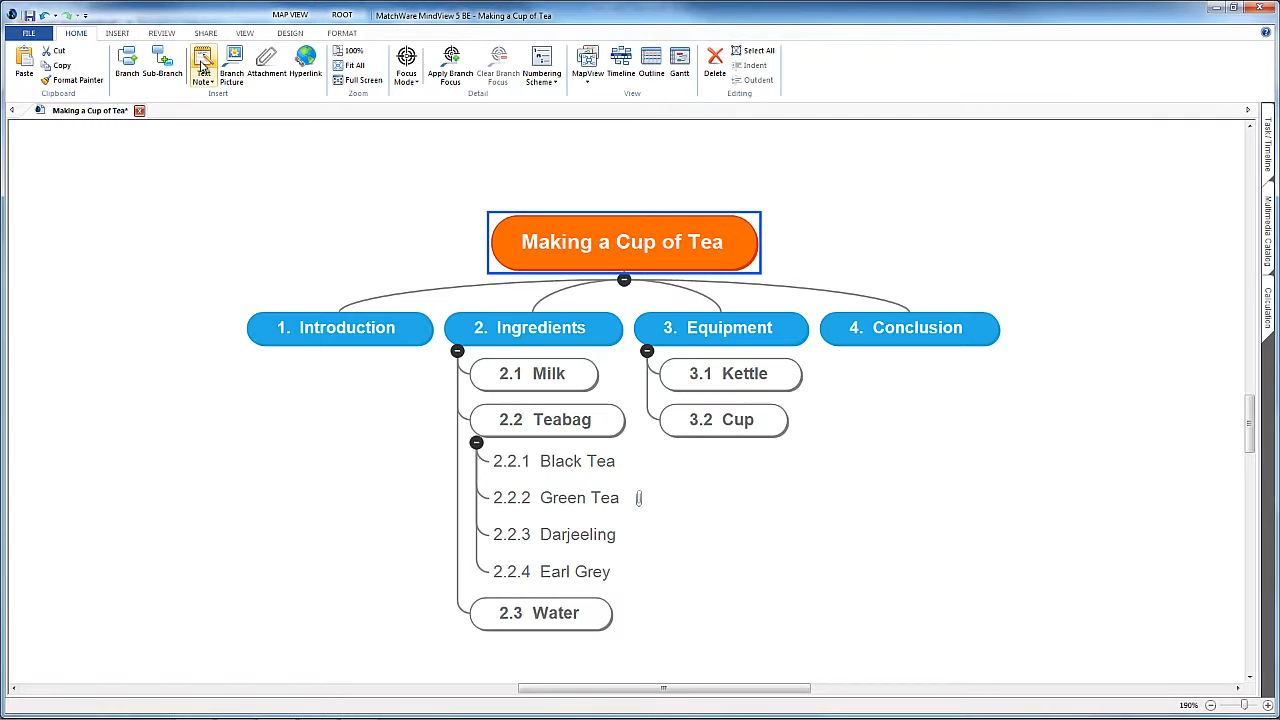 MAP VIEW ROOT MatchWare MindView 5 BE - Making a Cup of Tea
FILE HOME INSERT REVIEW SHARE VIEW DESIGN FORMAT
Paste
Cut
Copy
Format Painter
Clipboard
Branch
Sub-Branch
Text Note
Branch Picture
Attachment
Hyperlink
Insert
100%
Fit All
Full Screen
Zoom
Focus Mode
Apply Branch Focus
Clear Branch Focus
Numbering Scheme
Detail
MapView
Timeline
Outline
Gantt
View
Delete
Select All
Indent
Outdent
Editing
Making a Cup of Tea*
Task/Timeline
Multimedia Catalog
Calculation
Making a Cup of Tea
1. Introduction
2. Ingredients
3. Equipment
4. Conclusion
2.1 Milk
3.1 Kettle
2.2 Teabag
3.2 Cup
2.2.1 Black Tea
2.2.2 Green Tea
2.2.3 Darjeeling
2.2.4 Earl Grey
2.3 Water
190%